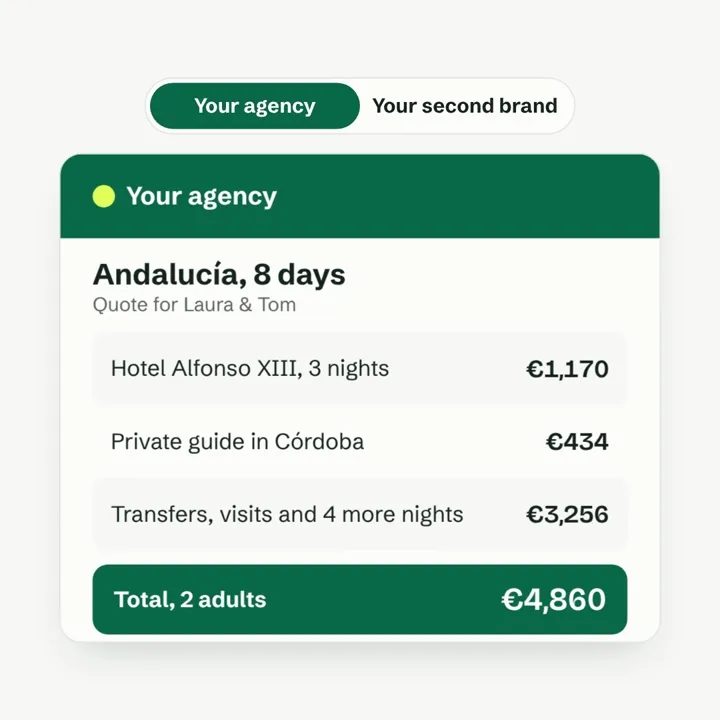 Your agency
Your second brand
Your agency
Andalucía, 8 days
Quote for Laura & Tom
Hotel Alfonso XIII, 3 nights
€1,170
Private guide in Córdoba
€434
Transfers, visits and 4 more nights
€3,256
Total, 2 adults
€4,860